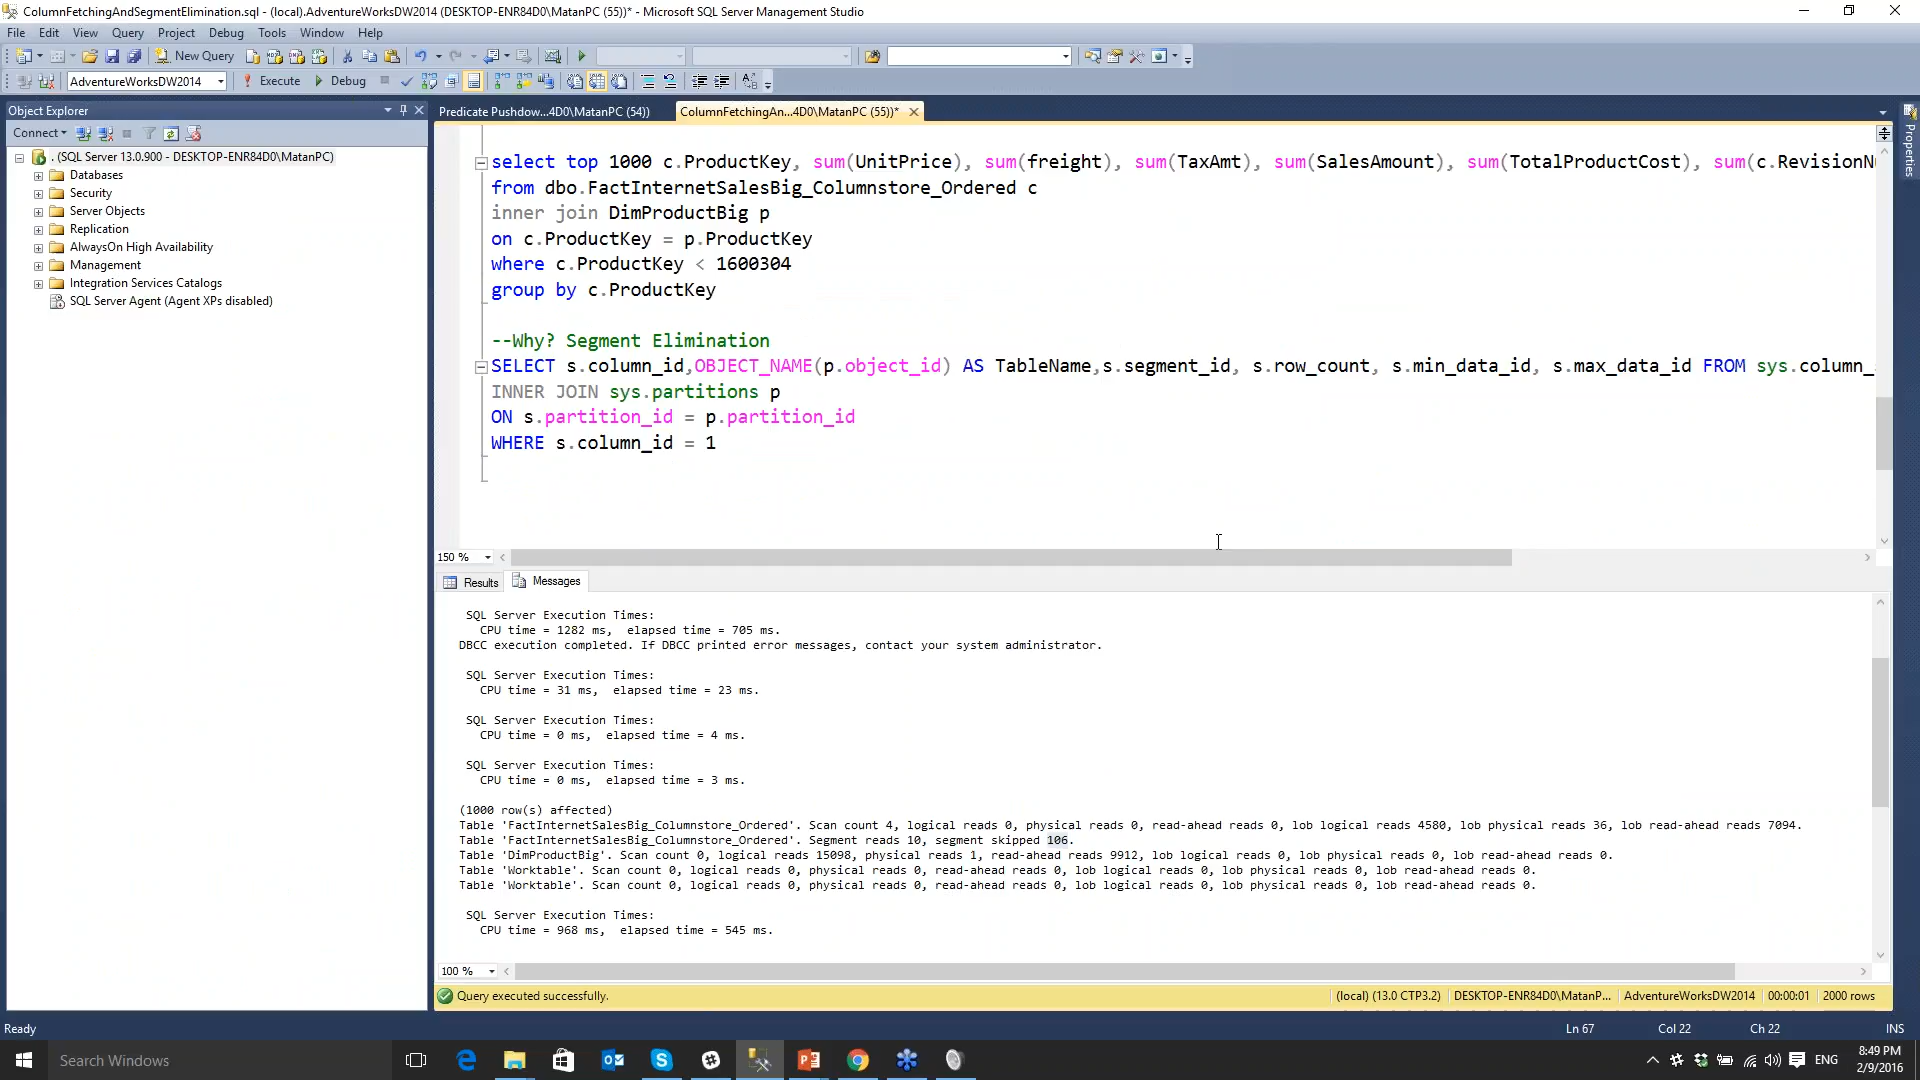 ColumnFetchingAndSegmentElimination.sql - (local).AdventureWorksDW2014 (DESKTOP-ENR84D0\MatanPC (55))* - Microsoft SQL Server Management Studio
File Edit View Query Project Debug Tools Window Help
New Query
AdventureWorksDW2014 Execute Debug
Object Explorer
Predicate Pushdow...4D0\MatanPC (54))
ColumnFetchingAn...4D0\MatanPC (55))*
Properties
Connect
. (SQL Server 13.0.900 - DESKTOP-ENR84D0\MatanPC)
Databases
Security
Server Objects
Replication
AlwaysOn High Availability
Management
Integration Services Catalogs
SQL Server Agent (Agent XPs disabled)
select top 1000 c.ProductKey, sum(UnitPrice), sum(freight), sum(TaxAmt), sum(SalesAmount), sum(TotalProductCost), sum(c.RevisionNu
from dbo.FactInternetSalesBig_Columnstore_Ordered c
inner join DimProductBig p
on c.ProductKey = p.ProductKey
where c.ProductKey < 1600304
group by c.ProductKey
--Why? Segment Elimination
SELECT s.column_id,OBJECT_NAME(p.object_id) AS TableName,s.segment_id, s.row_count, s.min_data_id, s.max_data_id FROM sys.column_
INNER JOIN sys.partitions p
ON s.partition_id = p.partition_id
WHERE s.column_id = 1
150 %
Results Messages
SQL Server Execution Times:
CPU time = 1282 ms, elapsed time = 705 ms.
DBCC execution completed. If DBCC printed error messages, contact your system administrator.
SQL Server Execution Times:
CPU time = 31 ms, elapsed time = 23 ms.
SQL Server Execution Times:
CPU time = 0 ms, elapsed time = 4 ms.
SQL Server Execution Times:
CPU time = 0 ms, elapsed time = 3 ms.
(1000 row(s) affected)
Table 'FactInternetSalesBig_Columnstore_Ordered'. Scan count 4, logical reads 0, physical reads 0, read-ahead reads 0, lob logical reads 4580, lob physical reads 36, lob read-ahead reads 7094.
Table 'FactInternetSalesBig_Columnstore_Ordered'. Segment reads 10, segment skipped 106.
Table 'DimProductBig'. Scan count 0, logical reads 15098, physical reads 1, read-ahead reads 9912, lob logical reads 0, lob physical reads 0, lob read-ahead reads 0.
Table 'Worktable'. Scan count 0, logical reads 0, physical reads 0, read-ahead reads 0, lob logical reads 0, lob physical reads 0, lob read-ahead reads 0.
Table 'Worktable'. Scan count 0, logical reads 0, physical reads 0, read-ahead reads 0, lob logical reads 0, lob physical reads 0, lob read-ahead reads 0.
SQL Server Execution Times:
CPU time = 968 ms, elapsed time = 545 ms.
100 %
Query executed successfully. (local) (13.0 CTP3.2) DESKTOP-ENR84D0\MatanP... AdventureWorksDW2014 00:00:01 2000 rows
Ready Ln 67 Col 22 Ch 22 INS
Search Windows
ENG
8:49 PM
2/9/2016